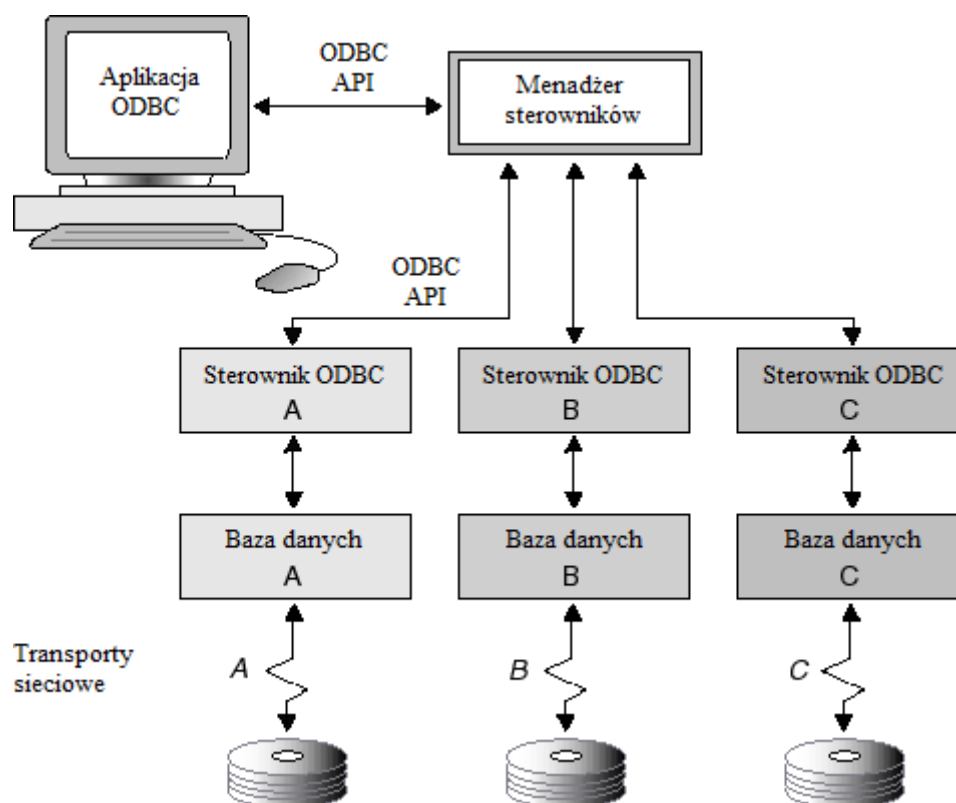 Aplikacja
ODBC
ODBC
API
Menadżer
sterowników
ODBC
API
Sterownik ODBC
A
Sterownik ODBC
B
Sterownik ODBC
C
Baza danych
A
Baza danych
B
Baza danych
C
Transporty
sieciowe
A
B
C